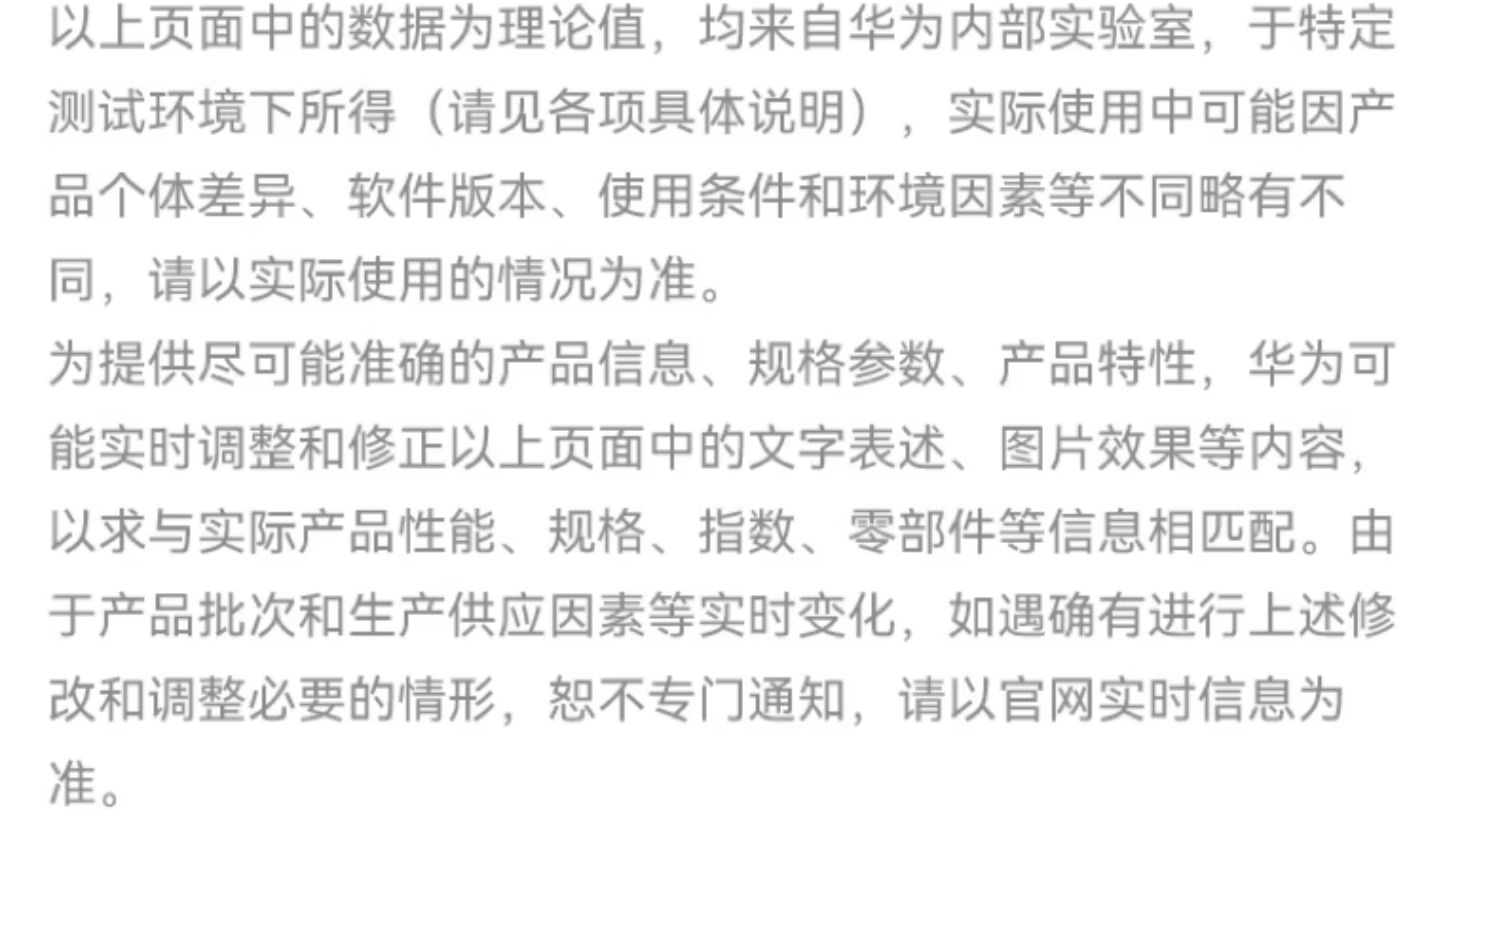 以上页面中的数据为理论值，均来自华为内部实验室，于特定
测试环境下所得（请见各项具体说明），实际使用中可能因产
品个体差异、软件版本、使用条件和环境因素等不同略有不
同，请以实际使用的情况为准。
为提供尽可能准确的产品信息、规格参数、产品特性，华为可
能实时调整和修正以上页面中的文字表述、图片效果等内容，
以求与实际产品性能、规格、指数、零部件等信息相匹配。由
于产品批次和生产供应因素等实时变化，如遇确有进行上述修
改和调整必要的情形，恕不专门通知，请以官网实时信息为
准。